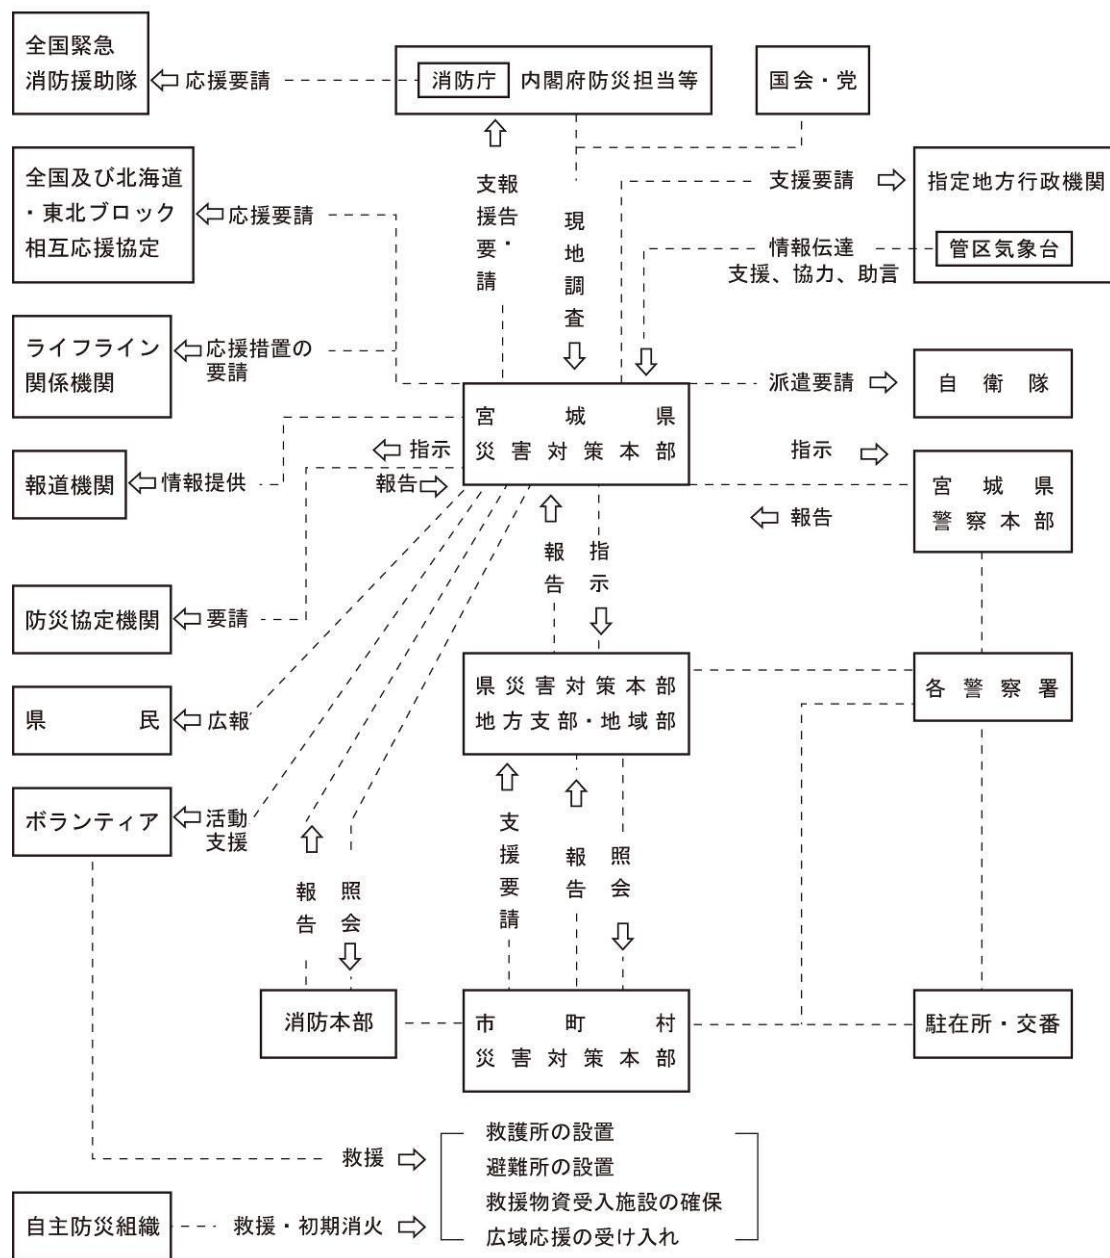 全国緊急
消防援助隊
応援要請
消防庁 内閣府防災担当等
国会・党
全国及び北海道
・東北ブロック
相互応援協定
応援要請
報告・
支援要請
現地調査
支援要請
指定地方行政機関
情報伝達
支援、協力、助言
管区気象台
ライフライン
関係機関
応援措置の
要請
宮城県
災害対策本部
派遣要請
自衛隊
報道機関
情報提供
指示
報告
指示
報告
宮城県
警察本部
報告
指示
防災協定機関
要請
県民
広報
県災害対策本部
地方支部・地域部
各警察署
ボランティア
活動
支援
報告
照会
支援要請
報告
照会
消防本部
市町村
災害対策本部
駐在所・交番
救援
救護所の設置
避難所の設置
救援物資受入施設の確保
広域応援の受け入れ
自主防災組織
救援・初期消火